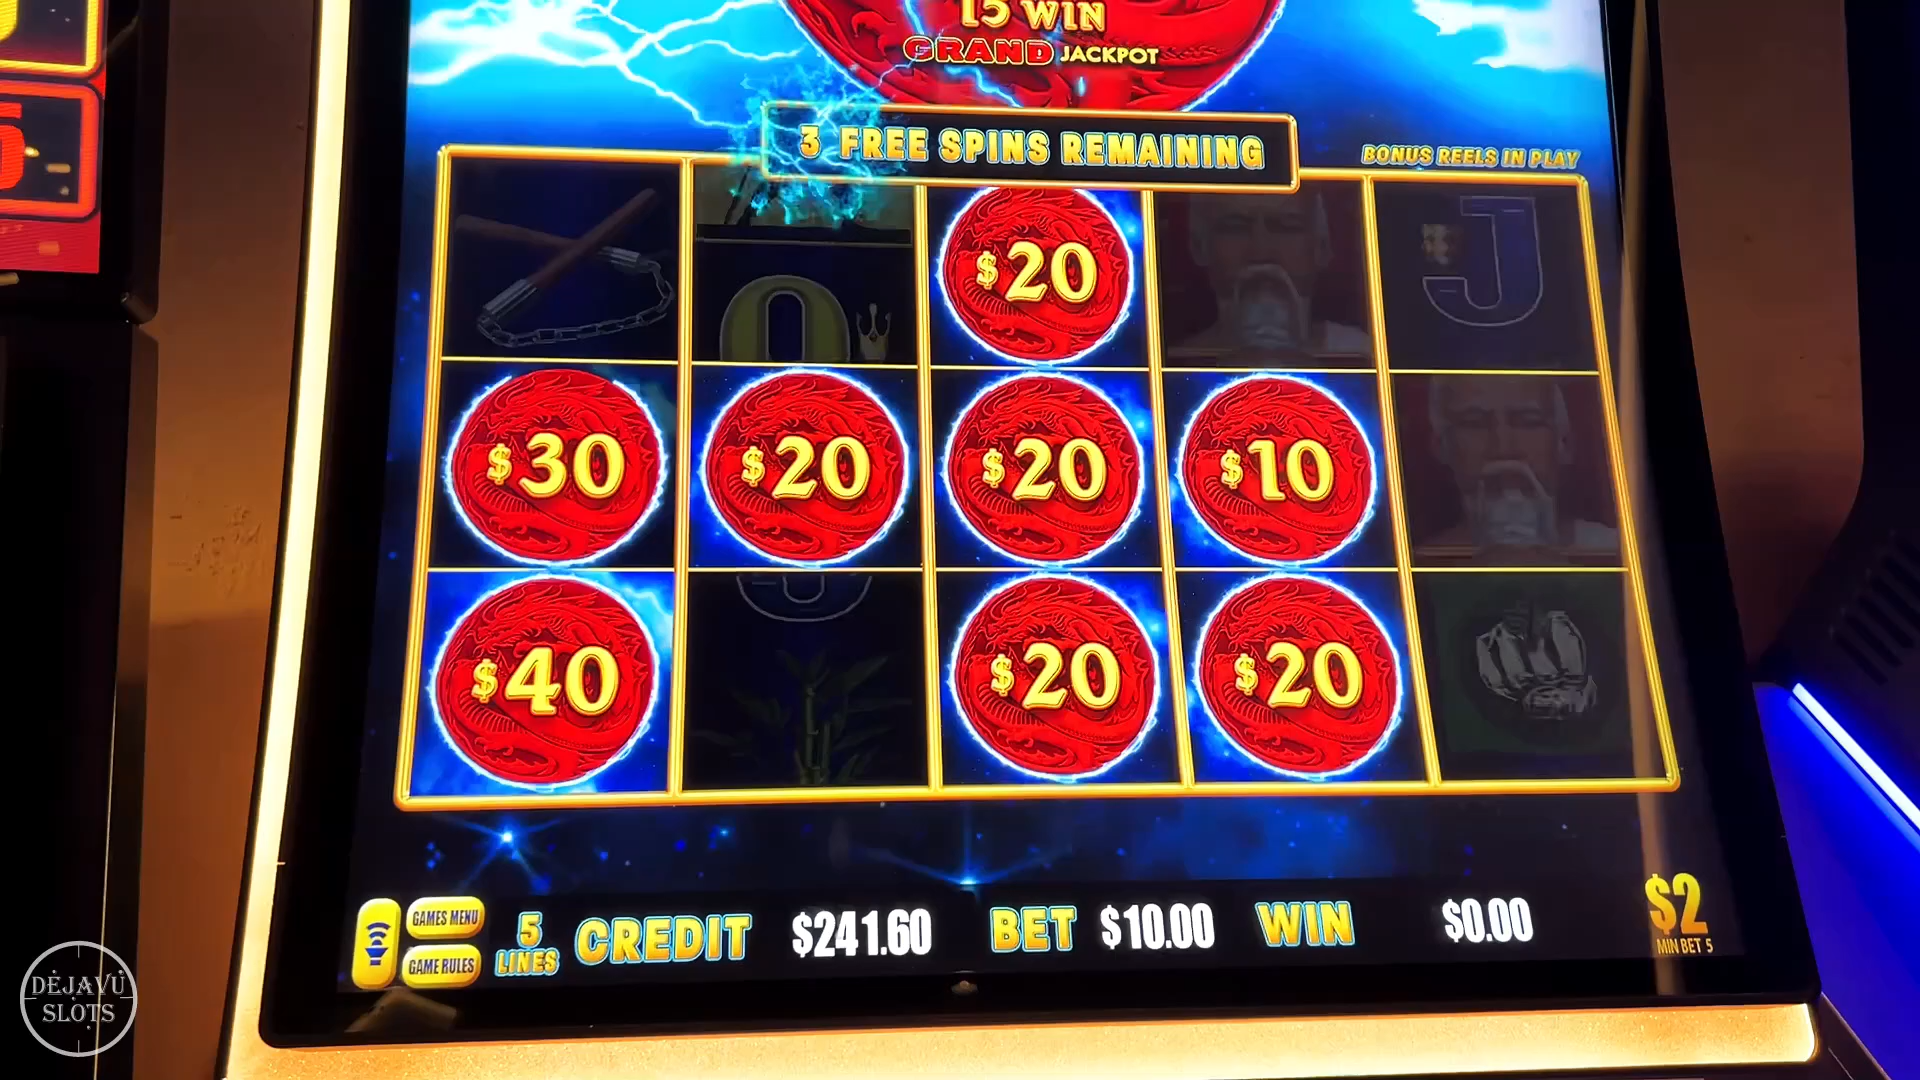 15 WIN
GRAND JACKPOT
3 FREE SPINS REMAINING
BONUS REELS IN PLAY
J
$20
$30
$20
$20
$10
$40
$20
$20
GAMES MENU
GAME RULES
5
LINES
CREDIT $241.60
BET $10.00
WIN $0.00
$2
MIN BET 5
DĖJAVŪ
SLOTS